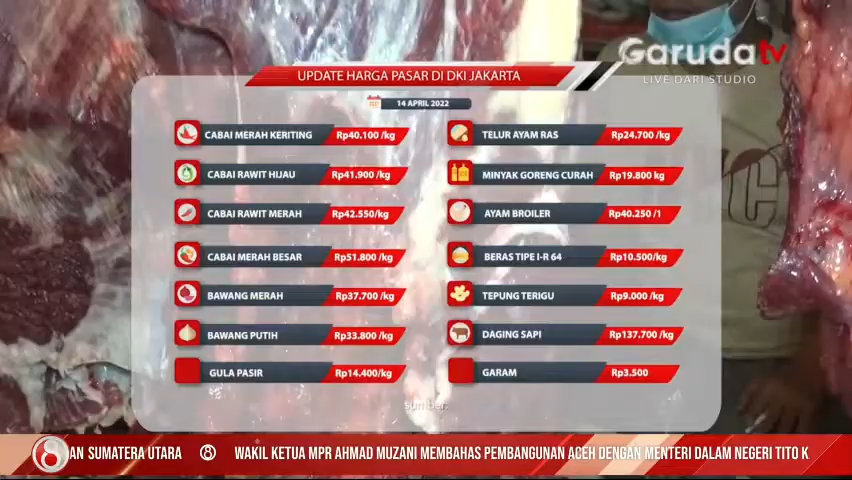 Garuda tv
LIVE DARI STUDIO
UPDATE HARGA PASAR DI DKI JAKARTA
14 APRIL 2022
CABAI MERAH KERITING Rp40.100/kg
CABAI RAWIT HIJAU Rp41.900 /kg
CABAI RAWIT MERAH Rp42.550/kg
CABAI MERAH BESAR Rp51.800 /kg
BAWANG MERAH Rp37.700 /kg
BAWANG PUTIH Rp33.800 /kg
GULA PASIR Rp14.400/kg
TELUR AYAM RAS Rp24.700 /kg
MINYAK GORENG CURAH Rp19.800 kg
AYAM BROILER Rp40.250 /1
BERAS TIPE I-R 64 Rp10.500/kg
TEPUNG TERIGU Rp9.000 /kg
DAGING SAPI Rp137.700 /kg
GARAM Rp3.500
Sumber:
AN SUMATERA UTARA 8 WAKIL KETUA MPR AHMAD MUZANI MEMBAHAS PEMBANGUNAN ACEH DENGAN MENTERI DALAM NEGERI TITO K